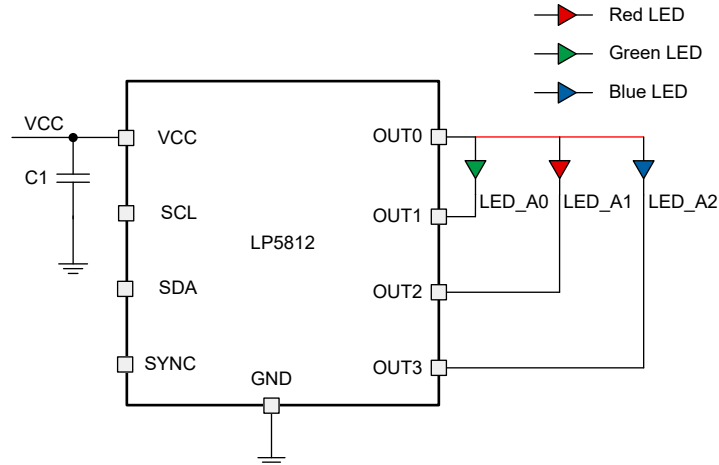 Red LED
Green LED
Blue LED
VCC
VCC
OUT0
C1
LED_A0
LED_A1
LED_A2
SCL
OUT1
LP5812
SDA
OUT2
SYNC
OUT3
GND